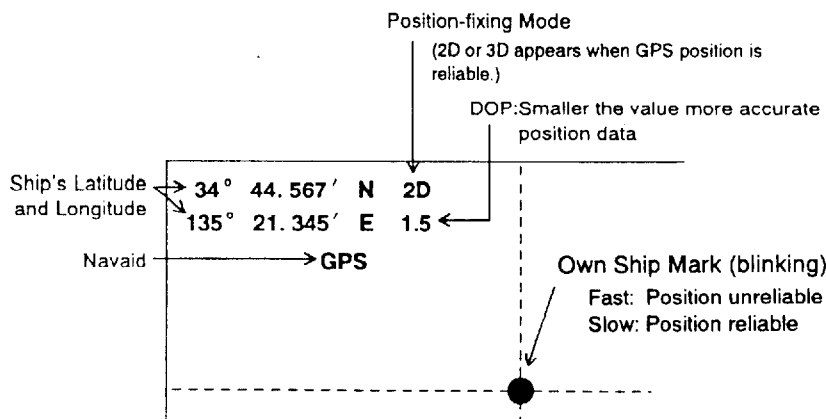 Position-fixing Mode
(2D or 3D appears when GPS position is
reliable.)
DOP:Smaller the value more accurate
position data
Ship's Latitude
and Longitude
34° 44.567′ N 2D
135° 21.345′ E 1.5
Navaid
GPS
Own Ship Mark (blinking)
Fast: Position unreliable
Slow: Position reliable